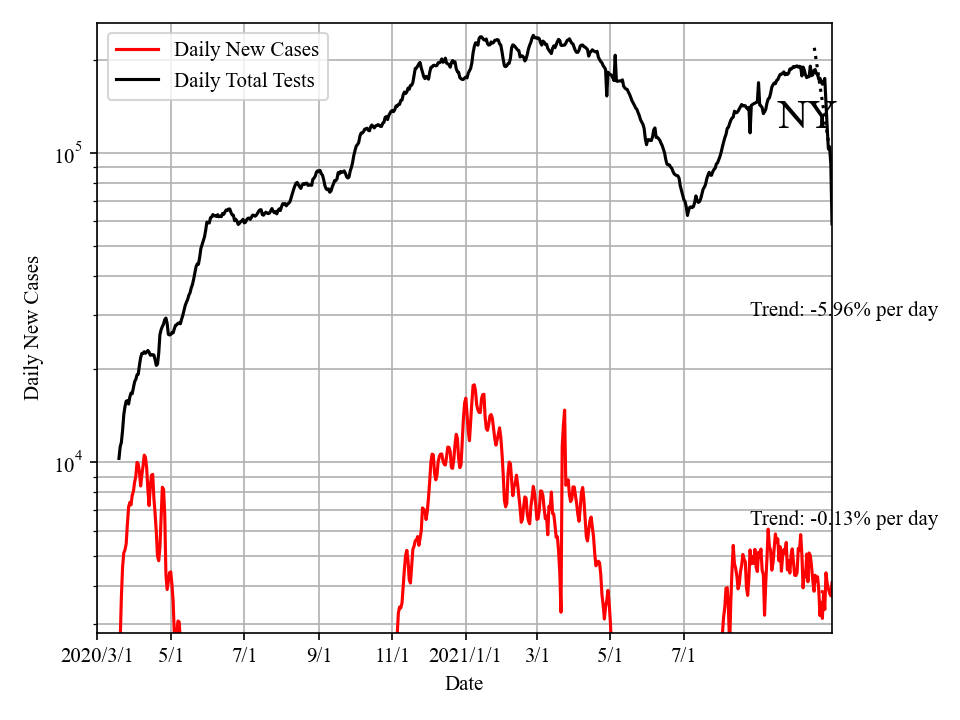 Daily New Cases
Daily Total Tests
NY
10^5
Trend: -5.96% per day
10^4
Trend: -0.13% per day
Daily New Cases
2020/3/1 5/1 7/1 9/1 11/1 2021/1/1 3/1 5/1 7/1
Date